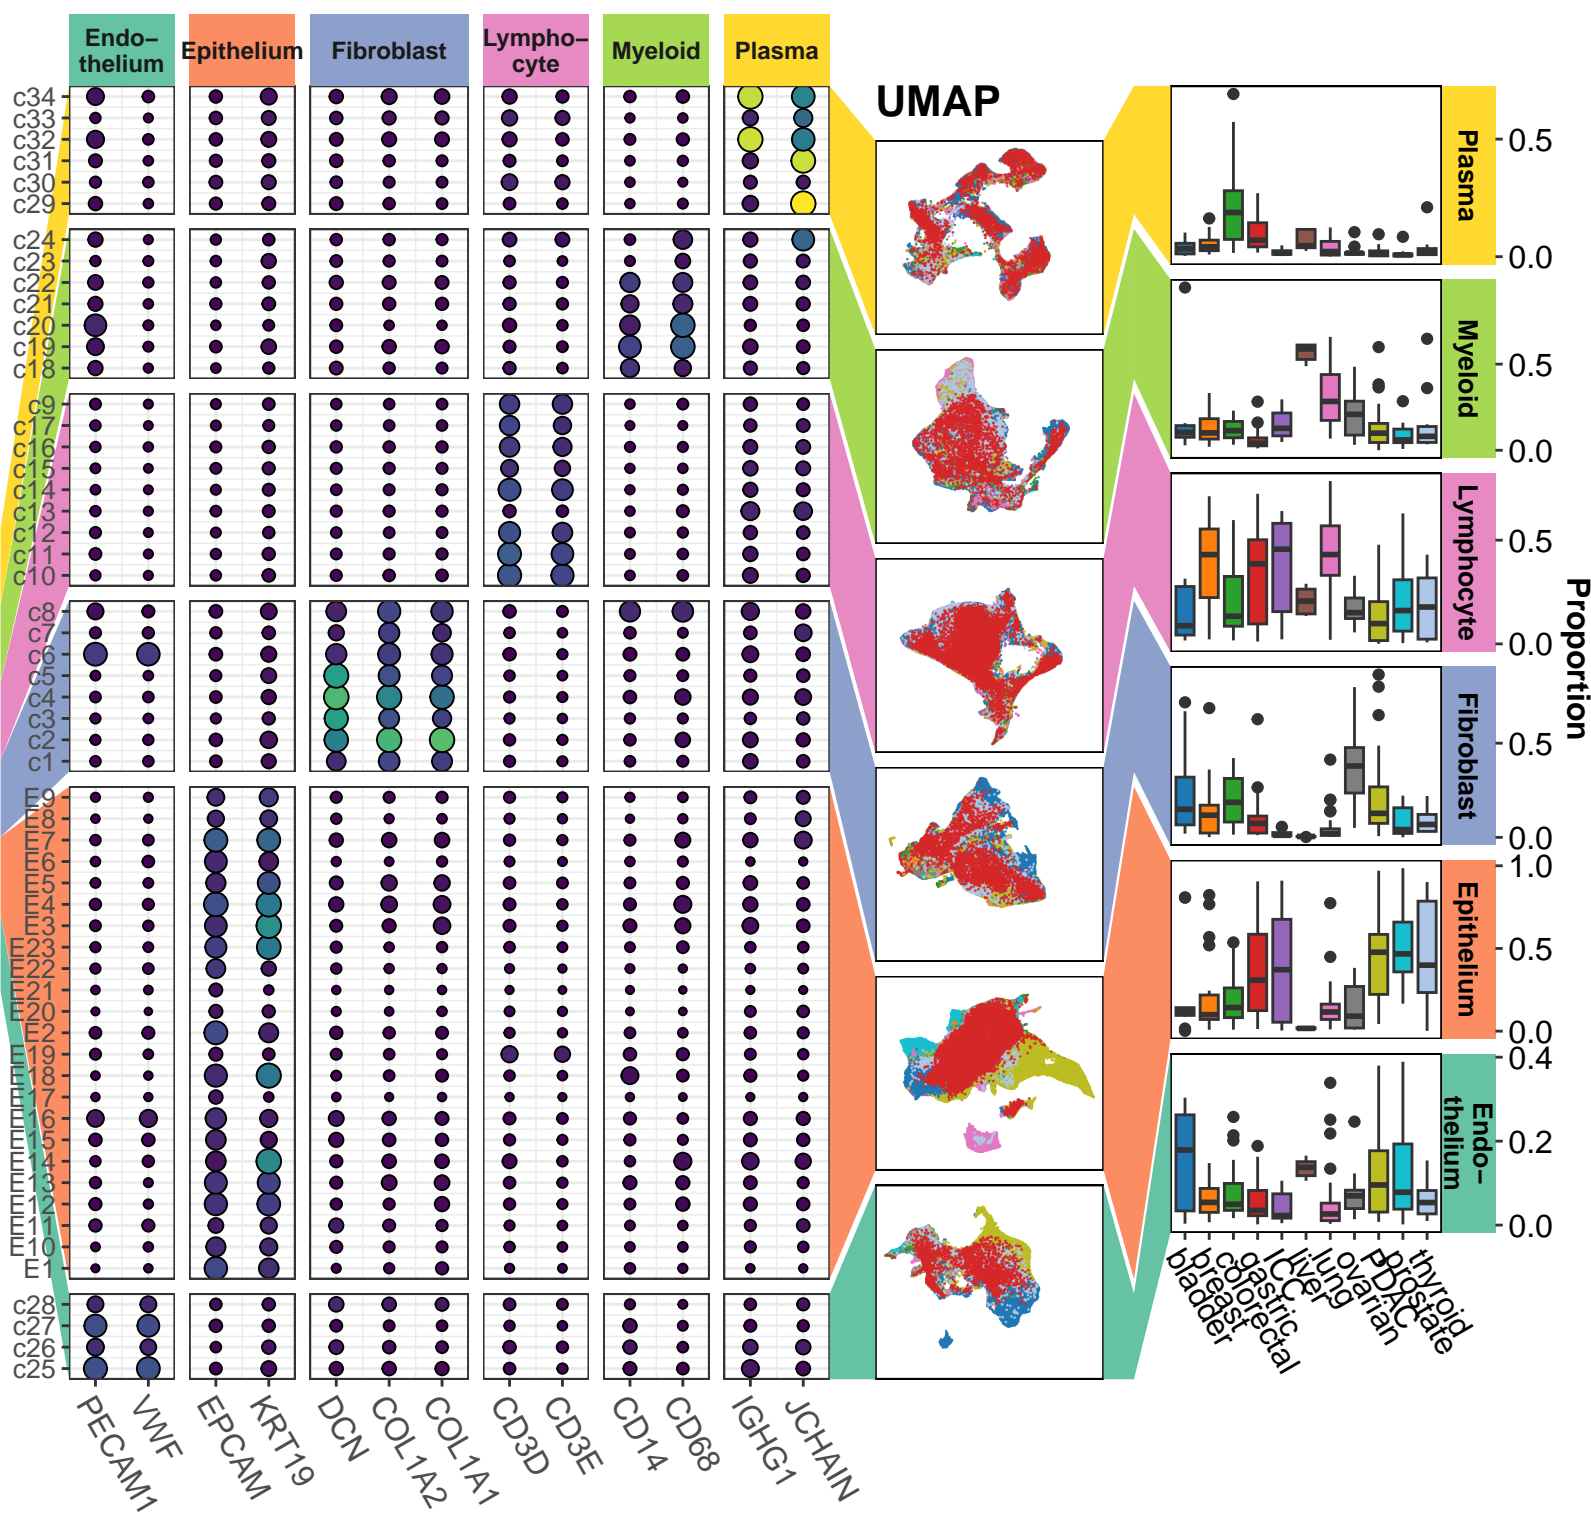 Endo–
thelium
Epithelium
Fibroblast
Lympho–
cyte
Myeloid
Plasma
c34
c33
c32
c31
c30
c29
c24
c23
c22
c21
c20
c19
c18
c9
c17
c16
c15
c14
c13
c12
c11
c10
c8
c7
c6
c5
c4
c3
c2
c1
E9
E8
E7
E6
E5
E4
E3
E23
E22
E21
E20
E2
E19
E18
E17
E16
E15
E14
E13
E12
E11
E10
E1
c28
c27
c26
c25
PECAM1
VWF
EPCAM
KRT19
DCN
COL1A2
COL1A1
CD3D
CD3E
CD14
CD68
IGHG1
JCHAIN
UMAP
Plasma
0.5
0.0
Myeloid
0.5
0.0
Lymphocyte
0.5
0.0
Fibroblast
0.5
0.0
Epithelium
1.0
0.5
0.0
Endo–
thelium
0.4
0.2
0.0
Proportion
bladder
breast
colorectal
gastric
ICC
liver
lung
ovarian
PDAC
prostate
thyroid